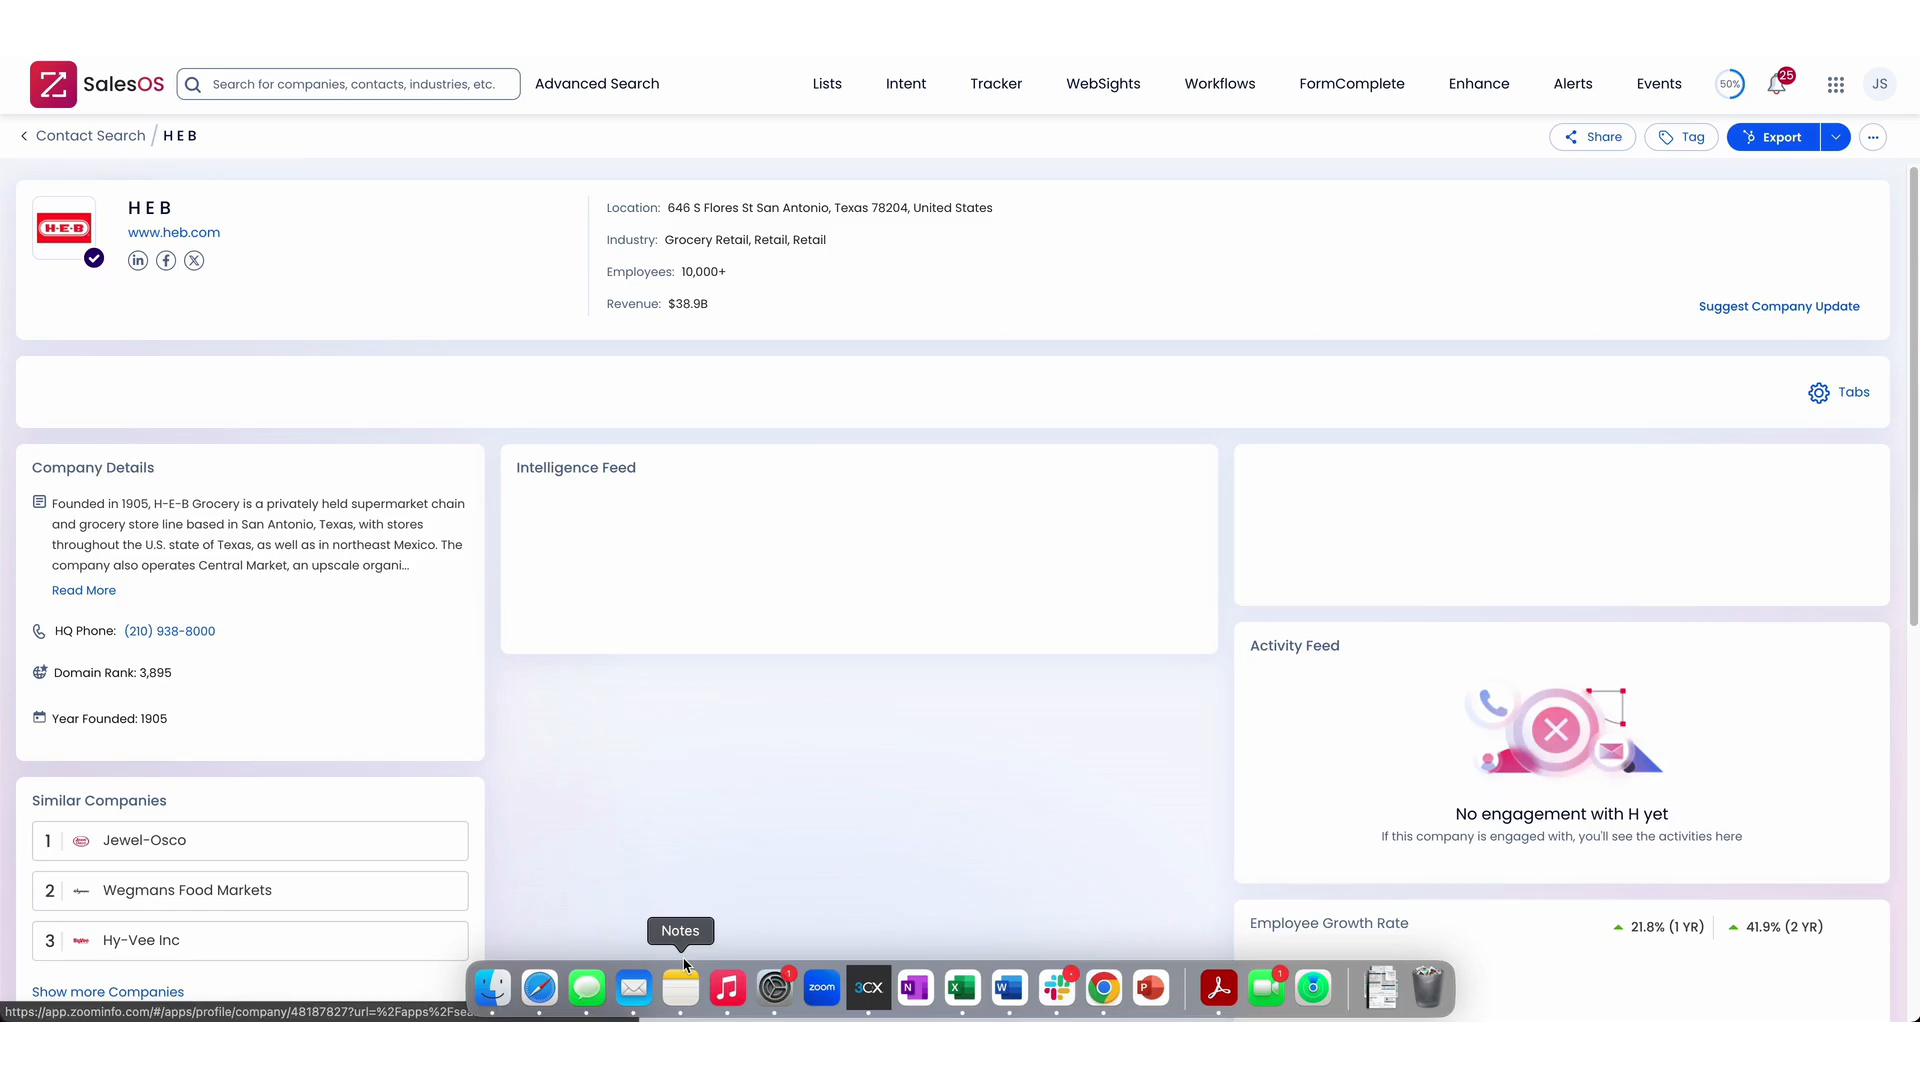 SalesOS
Search for companies, contacts, industries, etc.
Advanced Search
Lists
Intent
Tracker
WebSights
Workflows
FormComplete
Enhance
Alerts
Events
50%
25
JS
Contact Search / H E B
Share
Tag
Export
H-E-B
H E B
www.heb.com
Location: 646 S Flores St San Antonio, Texas 78204, United States
Industry: Grocery Retail, Retail, Retail
Employees: 10,000+
Revenue: $38.9B
Suggest Company Update
Tabs
Company Details
Founded in 1905, H-E-B Grocery is a privately held supermarket chain
and grocery store line based in San Antonio, Texas, with stores
throughout the U.S. state of Texas, as well as in northeast Mexico. The
company also operates Central Market, an upscale organi...
Read More
HQ Phone: (210) 938-8000
Domain Rank: 3,895
Year Founded: 1905
Similar Companies
1 Jewel-Osco
2 Wegmans Food Markets
3 Hy-Vee Inc
Show more Companies
Intelligence Feed
Activity Feed
No engagement with H yet
If this company is engaged with, you'll see the activities here
Employee Growth Rate
21.8% (1 YR)
41.9% (2 YR)
Notes
1
zoom
3CX
N
X
W
P
1
https://app.zoominfo.com/#/apps/profile/company/48187827?url=%2Fapps%2Fsea